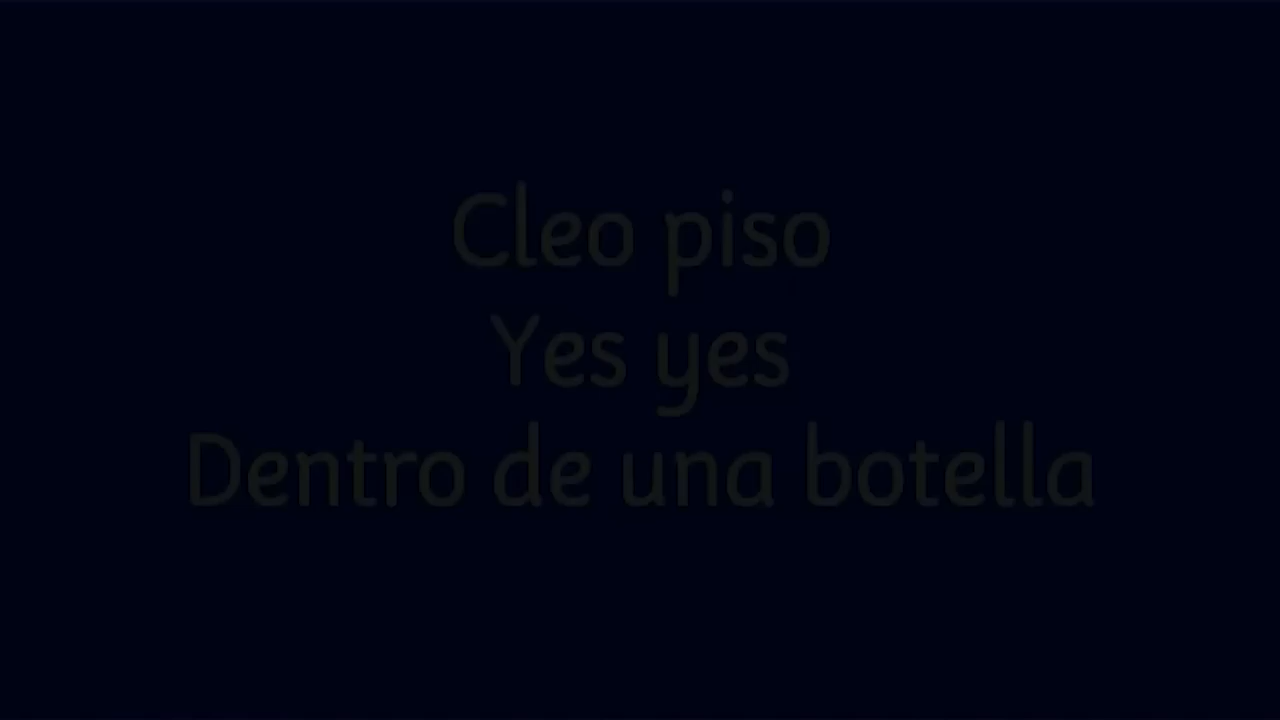 Cleo piso
Yes yes
Dentro de una botella